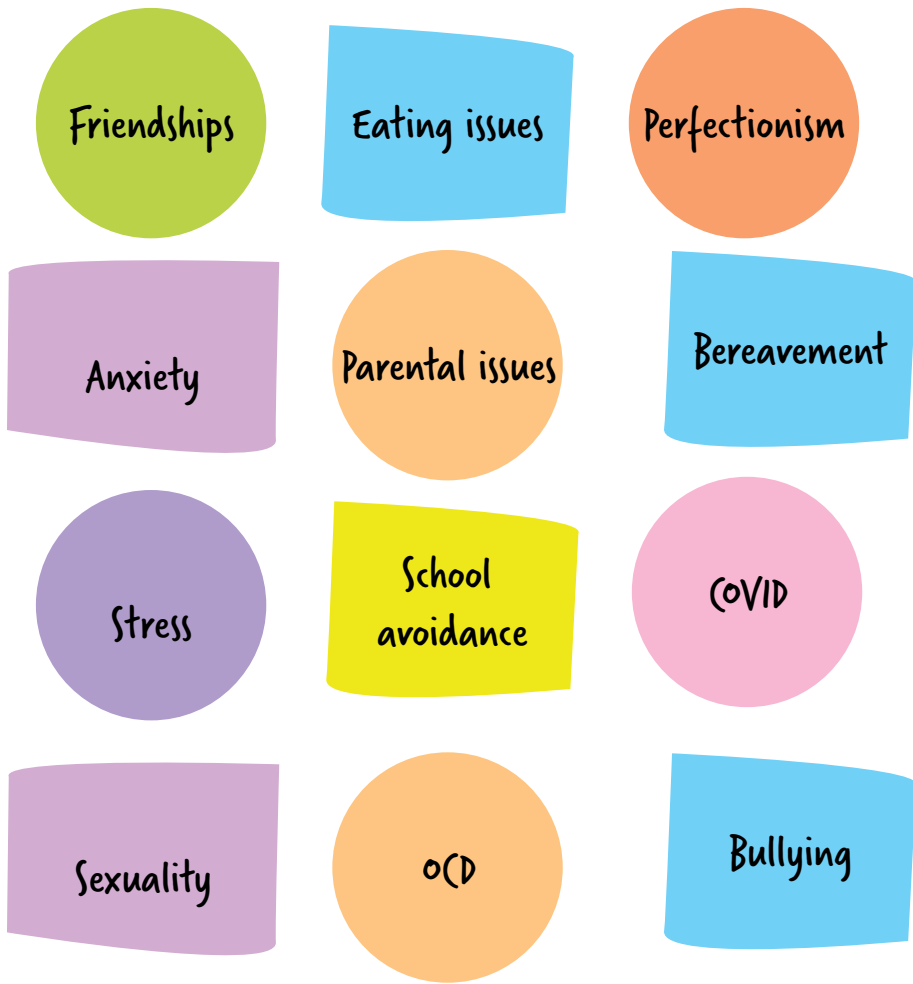 Friendships
Eating issues
Perfectionism
Anxiety
Parental issues
Bereavement
Stress
School
avoidance
COVID
Sexuality
OCD
Bullying